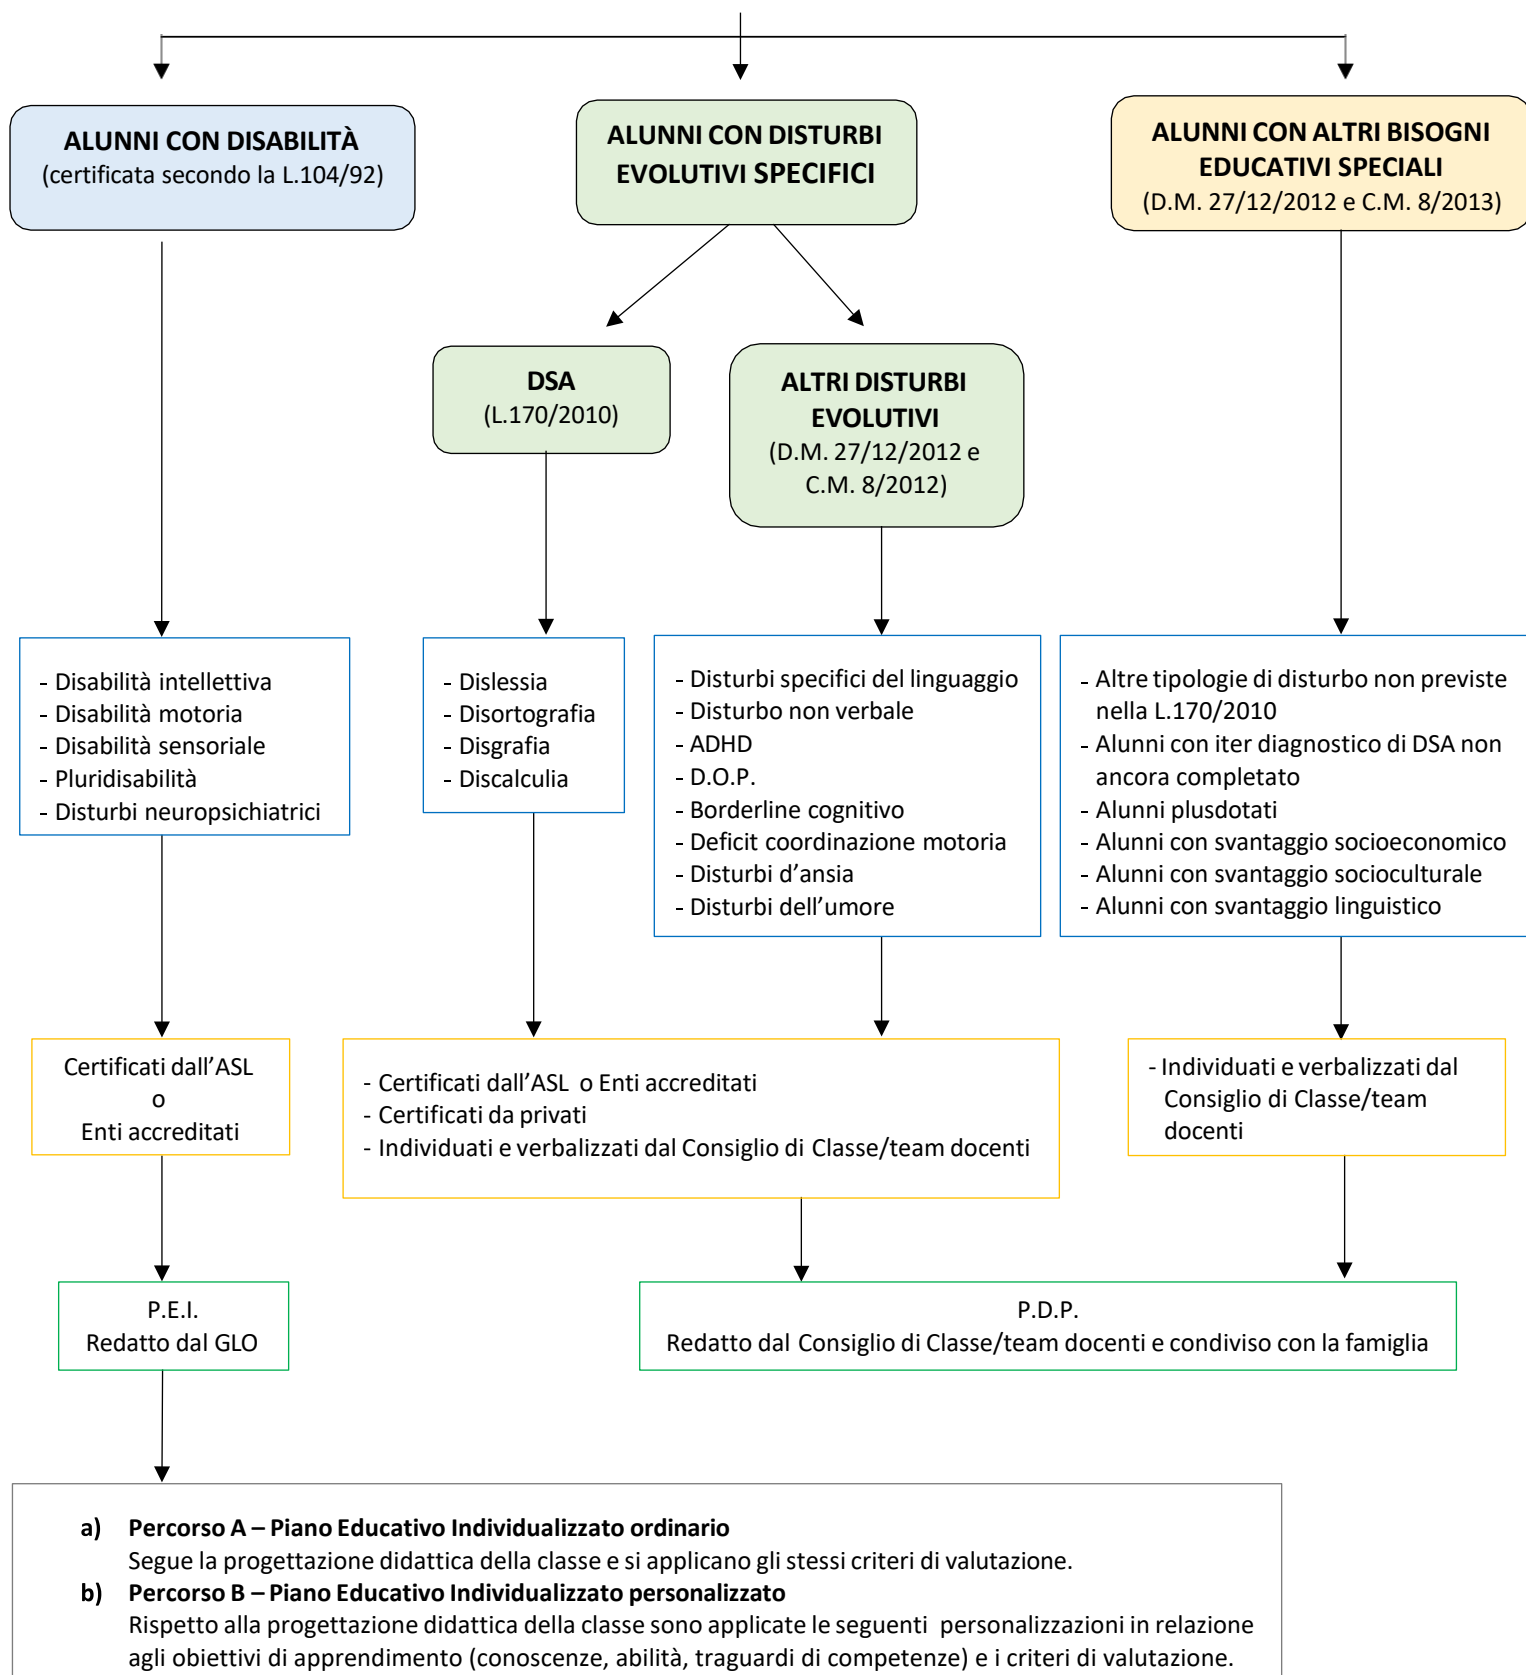 ALUNNI CON DISABILITÀ
(certificata secondo la L.104/92)
ALUNNI CON DISTURBI
EVOLUTIVI SPECIFICI
ALUNNI CON ALTRI BISOGNI
EDUCATIVI SPECIALI
(D.M. 27/12/2012 e C.M. 8/2013)
DSA
(L.170/2010)
ALTRI DISTURBI
EVOLUTIVI
(D.M. 27/12/2012 e
C.M. 8/2012)
- Disabilità intellettiva
- Disabilità motoria
- Disabilità sensoriale
- Pluridisabilità
- Disturbi neuropsichiatrici
- Dislessia
- Disortografia
- Disgrafia
- Discalculia
- Disturbi specifici del linguaggio
- Disturbo non verbale
- ADHD
- D.O.P.
- Borderline cognitivo
- Deficit coordinazione motoria
- Disturbi d’ansia
- Disturbi dell’umore
- Altre tipologie di disturbo non previste
nella L.170/2010
- Alunni con iter diagnostico di DSA non
ancora completato
- Alunni plusdotati
- Alunni con svantaggio socioeconomico
- Alunni con svantaggio socioculturale
- Alunni con svantaggio linguistico
Certificati dall’ASL
o
Enti accreditati
- Certificati dall’ASL o Enti accreditati
- Certificati da privati
- Individuati e verbalizzati dal Consiglio di Classe/team docenti
- Individuati e verbalizzati dal
Consiglio di Classe/team
docenti
P.E.I.
Redatto dal GLO
P.D.P.
Redatto dal Consiglio di Classe/team docenti e condiviso con la famiglia
a) Percorso A – Piano Educativo Individualizzato ordinario
Segue la progettazione didattica della classe e si applicano gli stessi criteri di valutazione.
b) Percorso B – Piano Educativo Individualizzato personalizzato
Rispetto alla progettazione didattica della classe sono applicate le seguenti personalizzazioni in relazione
agli obiettivi di apprendimento (conoscenze, abilità, traguardi di competenze) e i criteri di valutazione.